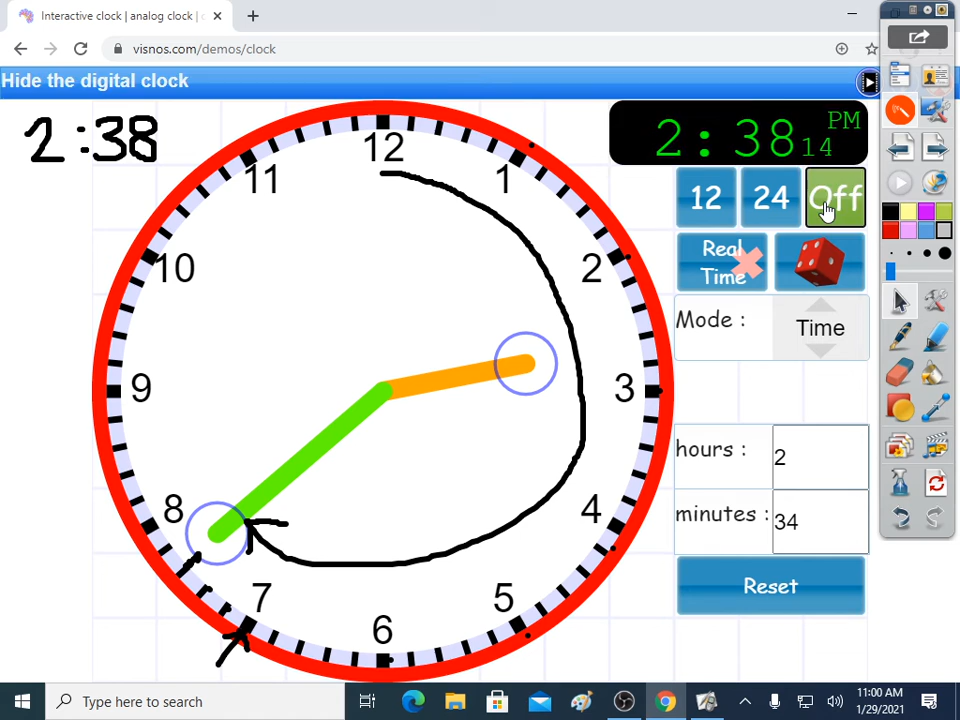 Interactive clock | analog clock | c
visnos.com/demos/clock
Hide the digital clock
2:38
2:38 14 PM
12 24 Off
Real Time
Mode : Time
hours : 2
minutes : 34
Reset
12
11 1
10 2
9 3
8 4
7 5
6
Type here to search
11:00 AM
1/29/2021